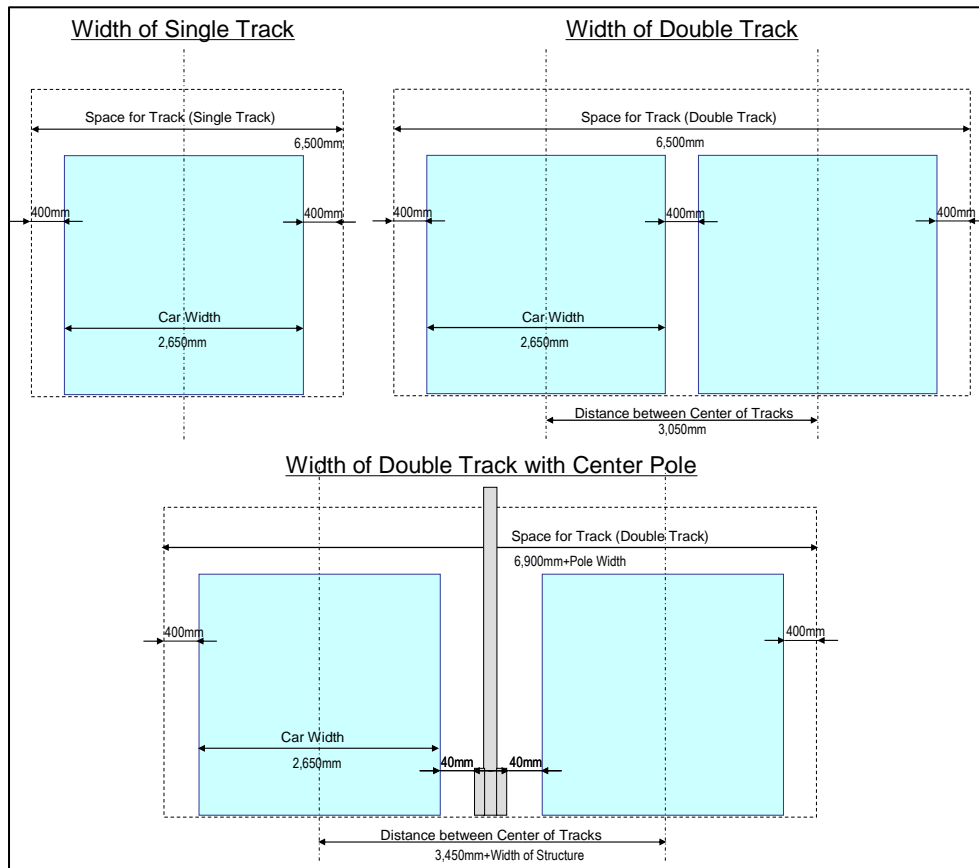 Width of Single Track
Space for Track (Single Track)
6,500mm
400mm
400mm
Car Width
2,650mm
Width of Double Track
Space for Track (Double Track)
6,500mm
400mm
400mm
400mm
Car Width
2,650mm
Distance between Center of Tracks
3,050mm
Width of Double Track with Center Pole
Space for Track (Double Track)
6,900mm+Pole Width
400mm
400mm
Car Width
2,650mm
40mm
40mm
Distance between Center of Tracks
3,450mm+Width of Structure